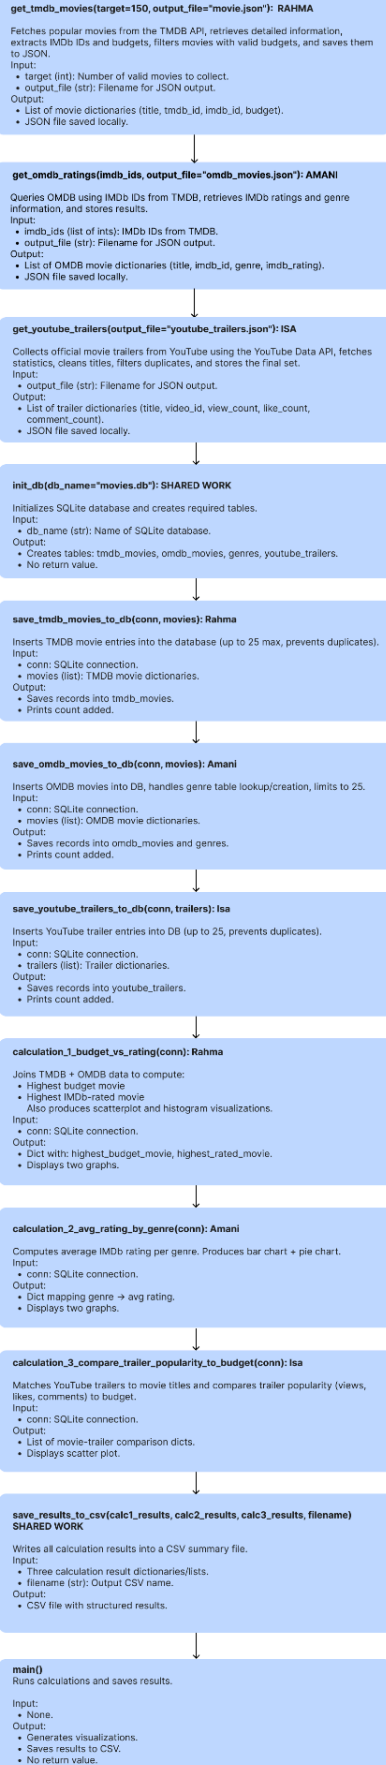 get_tmdb_movies(target=150, output_file="movie.json"): RAHMA
Fetches popular movies from the TMDB API, retrieves detailed information,
extracts IMDb IDs and budgets, filters movies with valid budgets, and saves them
to JSON.
Input:
• target (int): Number of valid movies to collect.
• output_file (str): Filename for JSON output.
Output:
• List of movie dictionaries (title, tmdb_id, imdb_id, budget).
• JSON file saved locally.
get_omdb_ratings(imdb_ids, output_file="omdb_movies.json"): AMANI
Queries OMDB using IMDb IDs from TMDB, retrieves IMDb ratings and genre
information, and stores results.
Input:
• imdb_ids (list of ints): IMDb IDs from TMDB.
• output_file (str): Filename for JSON output.
Output:
• List of OMDB movie dictionaries (title, imdb_id, genre, imdb_rating).
• JSON file saved locally.
get_youtube_trailers(output_file="youtube_trailers.json"): ISA
Collects official movie trailers from YouTube using the YouTube Data API, fetches
statistics, cleans titles, filters duplicates, and stores the final set.
Input:
• output_file (str): Filename for JSON output.
Output:
• List of trailer dictionaries (title, video_id, view_count, like_count,
comment_count).
• JSON file saved locally.
init_db(db_name="movies.db"): SHARED WORK
Initializes SQLite database and creates required tables.
Input:
• db_name (str): Name of SQLite database.
Output:
• Creates tables: tmdb_movies, omdb_movies, genres, youtube_trailers.
• No return value.
save_tmdb_movies_to_db(conn, movies): Rahma
Inserts TMDB movie entries into the database (up to 25 max, prevents duplicates).
Input:
• conn: SQLite connection.
• movies (list): TMDB movie dictionaries.
Output:
• Saves records into tmdb_movies.
• Prints count added.
save_omdb_movies_to_db(conn, movies): Amani
Inserts OMDB movies into DB, handles genre table lookup/creation, limits to 25.
Input:
• conn: SQLite connection.
• movies (list): OMDB movie dictionaries.
Output:
• Saves records into omdb_movies and genres.
• Prints count added.
save_youtube_trailers_to_db(conn, trailers): Isa
Inserts YouTube trailer entries into DB (up to 25, prevents duplicates).
Input:
• conn: SQLite connection.
• trailers (list): Trailer dictionaries.
Output:
• Saves records into youtube_trailers.
• Prints count added.
calculation_1_budget_vs_rating(conn): Rahma
Joins TMDB + OMDB data to compute:
• Highest budget movie
• Highest IMDb-rated movie
Also produces scatterplot and histogram visualizations.
Input:
• conn: SQLite connection.
Output:
• Dict with: highest_budget_movie, highest_rated_movie.
• Displays two graphs.
calculation_2_avg_rating_by_genre(conn): Amani
Computes average IMDb rating per genre. Produces bar chart + pie chart.
Input:
• conn: SQLite connection.
Output:
• Dict mapping genre → avg rating.
• Displays two graphs.
calculation_3_compare_trailer_popularity_to_budget(conn): Isa
Matches YouTube trailers to movie titles and compares trailer popularity (views,
likes, comments) to budget.
Input:
• conn: SQLite connection.
Output:
• List of movie-trailer comparison dicts.
• Displays scatter plot.
save_results_to_csv(calc1_results, calc2_results, calc3_results, filename)
SHARED WORK
Writes all calculation results into a CSV summary file.
Input:
• Three calculation result dictionaries/lists.
• filename (str): Output CSV name.
Output:
• CSV file with structured results.
main()
Runs calculations and saves results.
Input:
• None.
Output:
• Generates visualizations.
• Saves results to CSV.
• No return value.